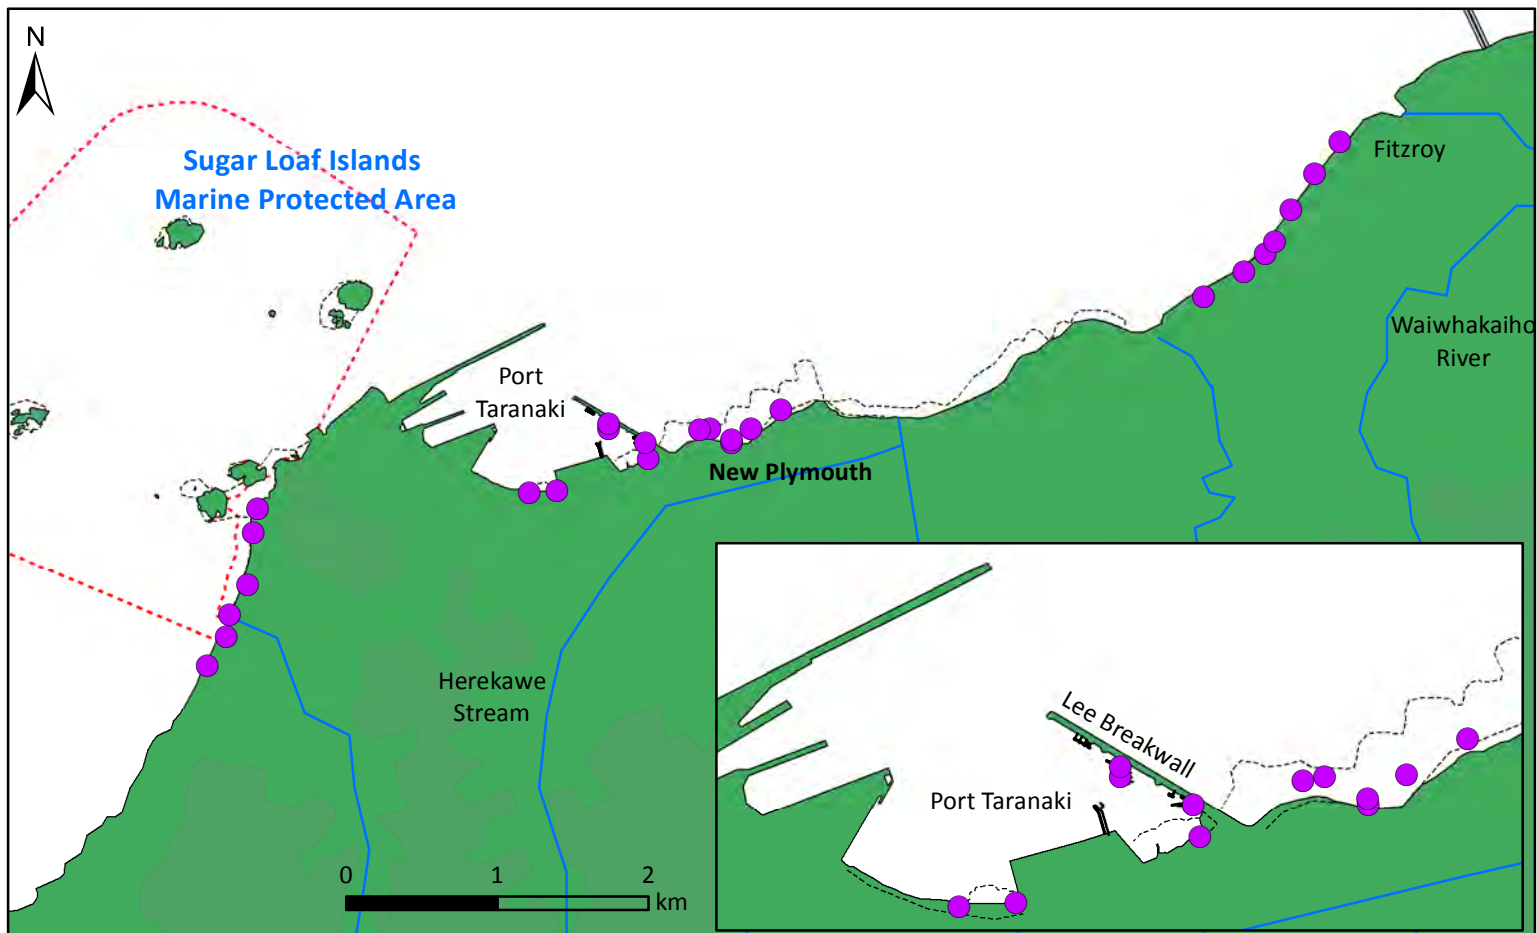 N
Sugar Loaf Islands
Marine Protected Area
Fitzroy
Waiwhakaiho
River
Port
Taranaki
New Plymouth
Herekawe
Stream
Lee Breakwall
Port Taranaki
0 1 2
km